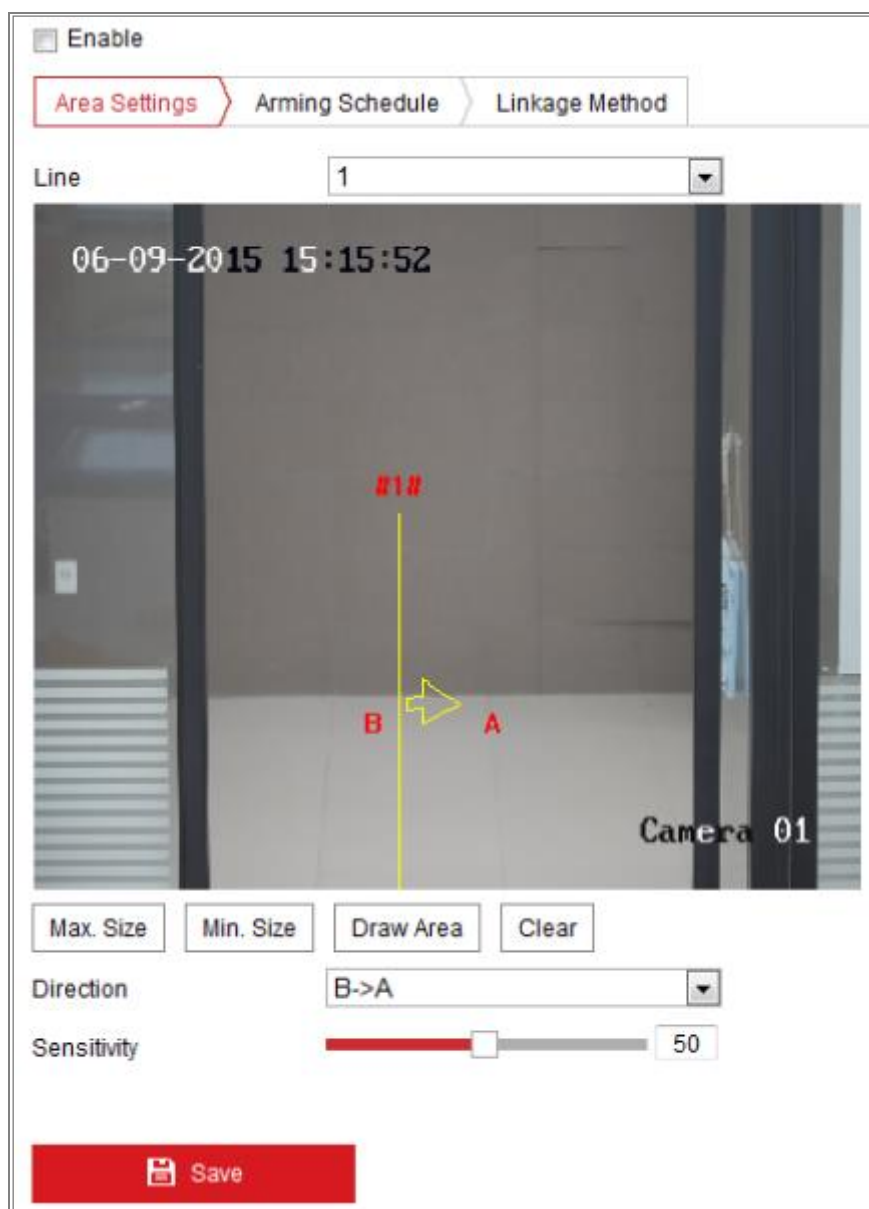 Enable
Area Settings Arming Schedule Linkage Method
Line 1
06-09-2015 15:15:52
#1#
B A
Camera 01
Max. Size Min. Size Draw Area Clear
Direction B->A
Sensitivity 50
Save